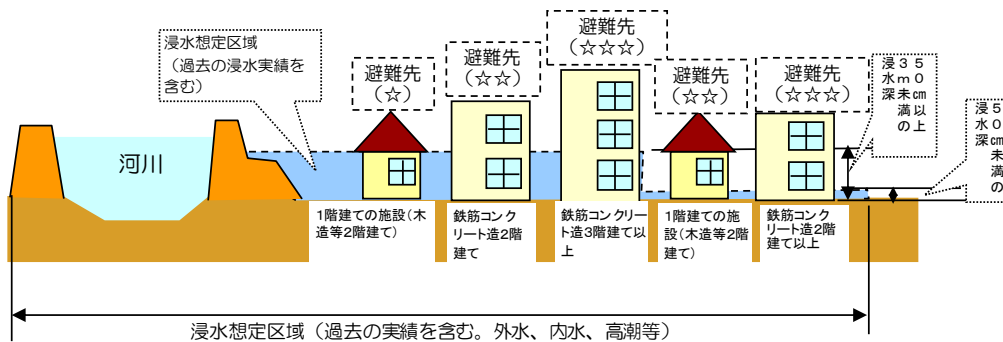 浸水想定区域
(過去の浸水実績を
含む)
避難先
(☆)
避難先
(☆☆)
避難先
(☆☆☆)
避難先
(☆☆)
避難先
(☆☆☆)
５０㎝以上
３ｍ未満の
浸水深
５０㎝未満の
浸水深
河川
1階建ての施設(木
造等2階建て)
鉄筋コンク
リート造2階
建て
鉄筋コンクリー
ト造3階建て以
上
1階建ての施
設(木造等2階
建て)
鉄筋コンク
リート造2階
建て以上
浸水想定区域（過去の実績を含む。外水、内水、高潮等）